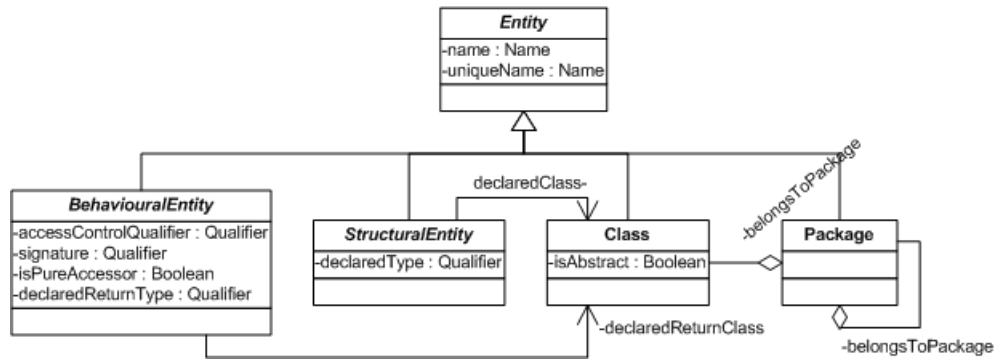 Entity
-name : Name
-uniqueName : Name
-belongsToPackage
declaredClass-
BehaviouralEntity
-accessControlQualifier : Qualifier
-signature : Qualifier
-isPureAccessor : Boolean
-declaredReturnType : Qualifier
StructuralEntity
-declaredType : Qualifier
Class
-isAbstract : Boolean
Package
-declaredReturnClass
-belongsToPackage